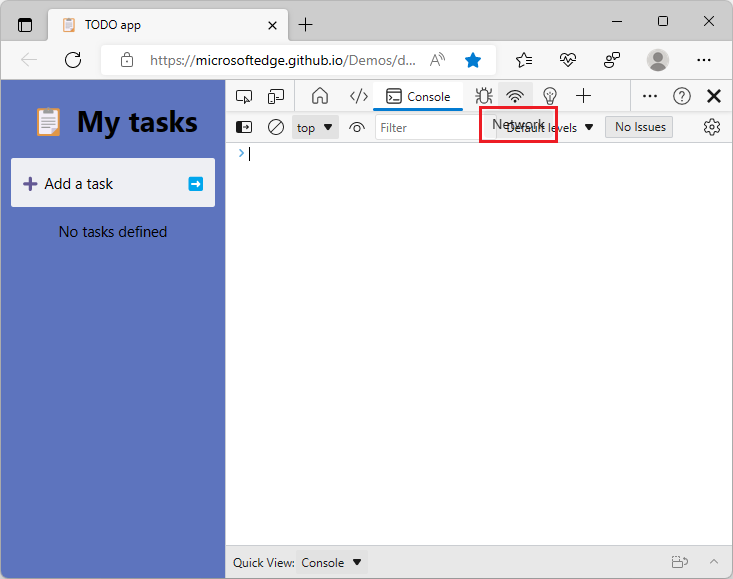 TODO app
https://microsoftedge.github.io/Demos/d...
My tasks
Add a task
No tasks defined
Console
top
Filter
Network
Default levels
No Issues
Quick View: Console